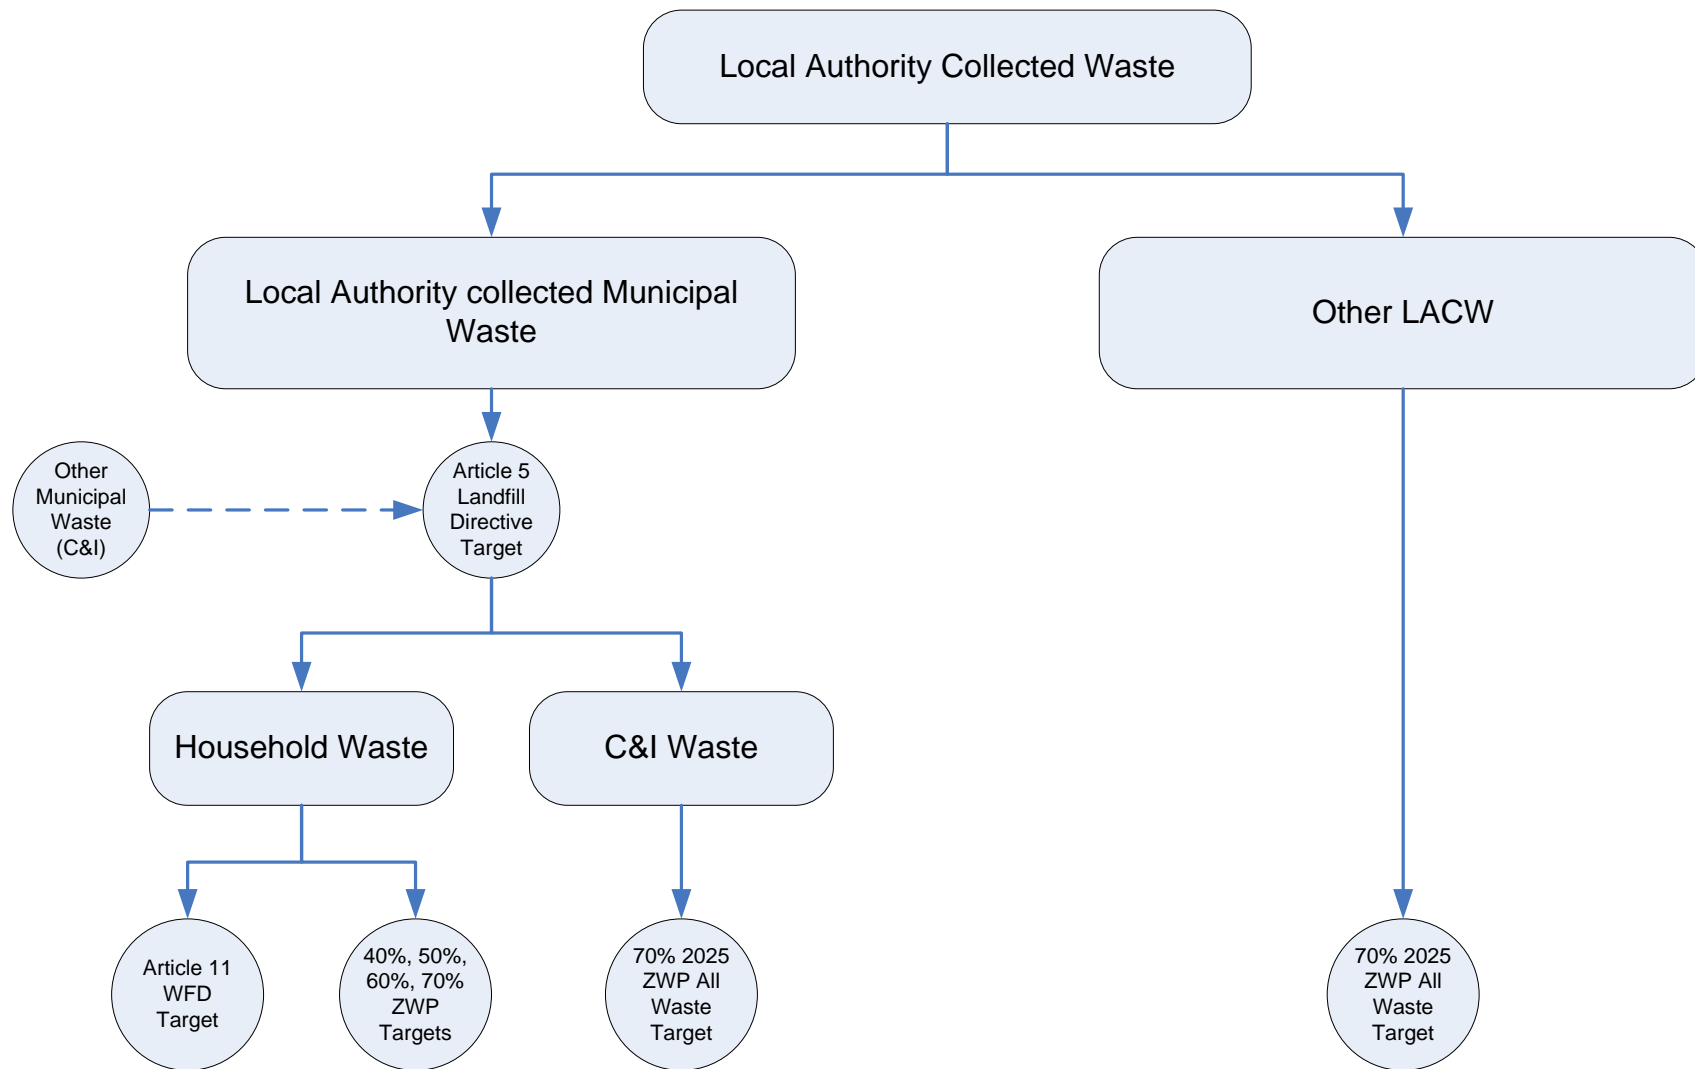 Local Authority Collected Waste
Local Authority collected Municipal
Waste
Other LACW
Other
Municipal
Waste
(C&I)
Article 5
Landfill
Directive
Target
Household Waste
C&I Waste
Article 11
WFD
Target
40%, 50%,
60%, 70%
ZWP
Targets
70% 2025
ZWP All
Waste
Target
70% 2025
ZWP All
Waste
Target